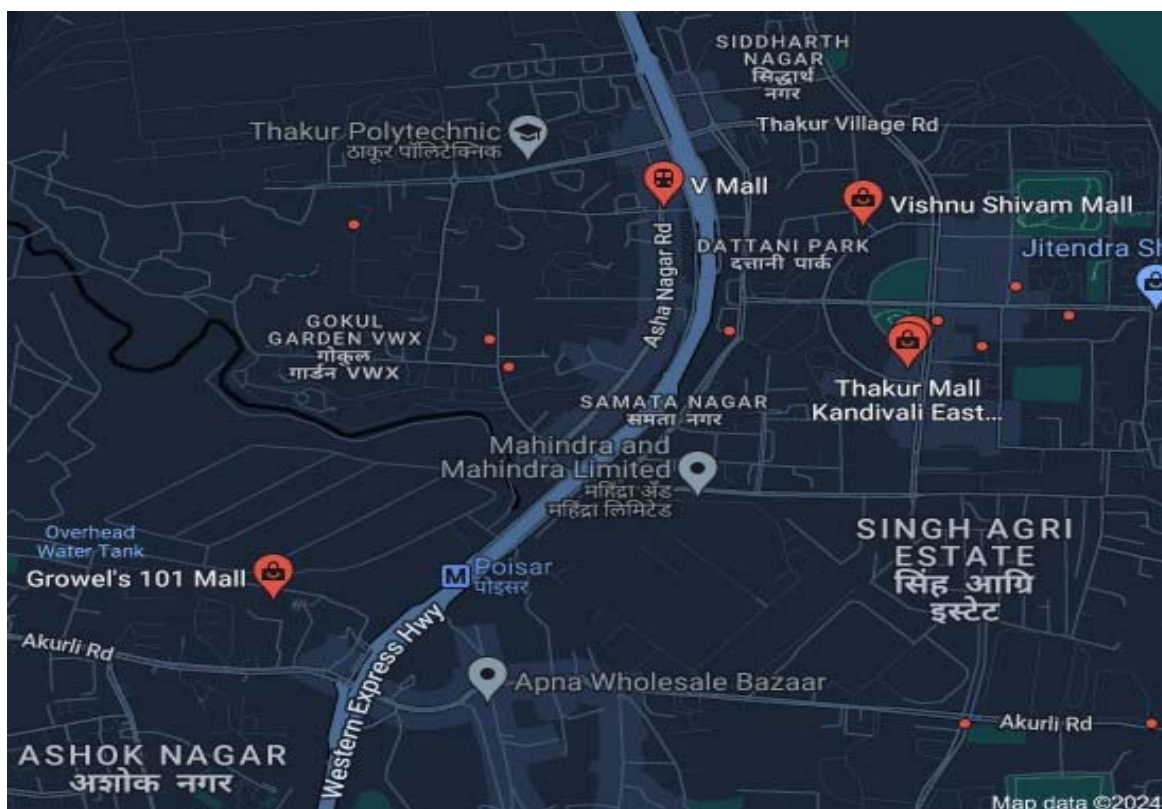 SIDDHARTH
NAGAR
सिद्धार्थ
नगर
Thakur Village Rd
Thakur Polytechnic
ठाकूर पॉलिटेक्निक
V Mall
Vishnu Shivam Mall
DATTANI PARK
दत्तानी पार्क
Jitendra Sh
Asha Nagar Rd
GOKUL
GARDEN VWX
गोकुल
गार्डन VWX
Thakur Mall
Kandivali East...
SAMATA NAGAR
समता नगर
Mahindra and
Mahindra Limited
महिंद्रा अँड
महिंद्रा लिमिटेड
Overhead
Water Tank
Growel's 101 Mall
M
Poisar
पोइसर
SINGH AGRI
ESTATE
सिंह आग्रि
इस्टेट
Akurli Rd
Western Express Hwy
Apna Wholesale Bazaar
Akurli Rd
ASHOK NAGAR
अशोक नगर
Map data ©2024